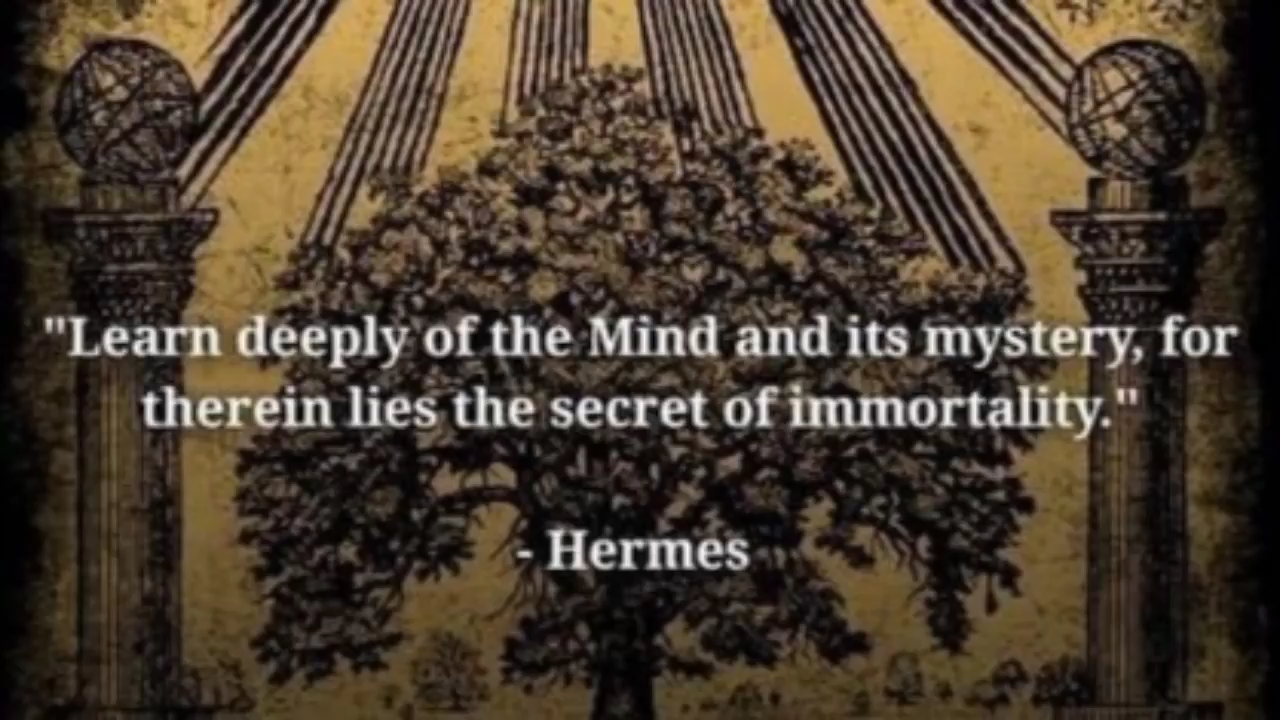 "Learn deeply of the Mind and its mystery, for
therein lies the secret of immortality."
- Hermes